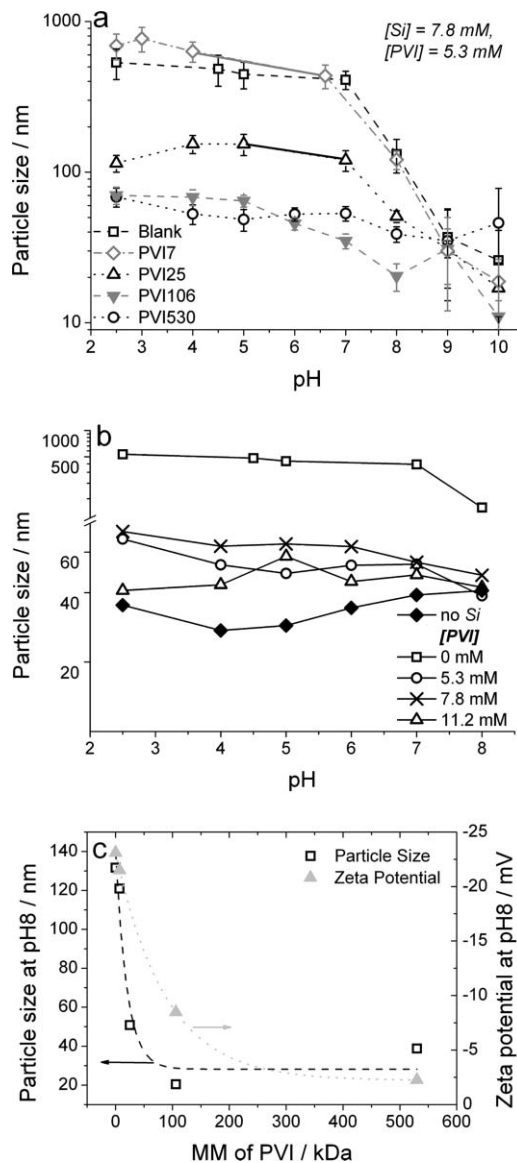 a
[Si] = 7.8 mM,
[PVI] = 5.3 mM
1000
100
10
Particle size / nm
Blank
PVI7
PVI25
PVI106
PVI530
2 3 4 5 6 7 8 9 10
pH
b
1000
500
60
40
20
Particle size / nm
no Si
[PVI]
0 mM
5.3 mM
7.8 mM
11.2 mM
2 3 4 5 6 7 8
pH
c
140
120
100
80
60
40
20
Particle size at pH8 / nm
Particle Size
Zeta Potential
-25
-20
-15
-10
-5
0
Zeta potential at pH8 / mV
0 100 200 300 400 500 600
MM of PVI / kDa